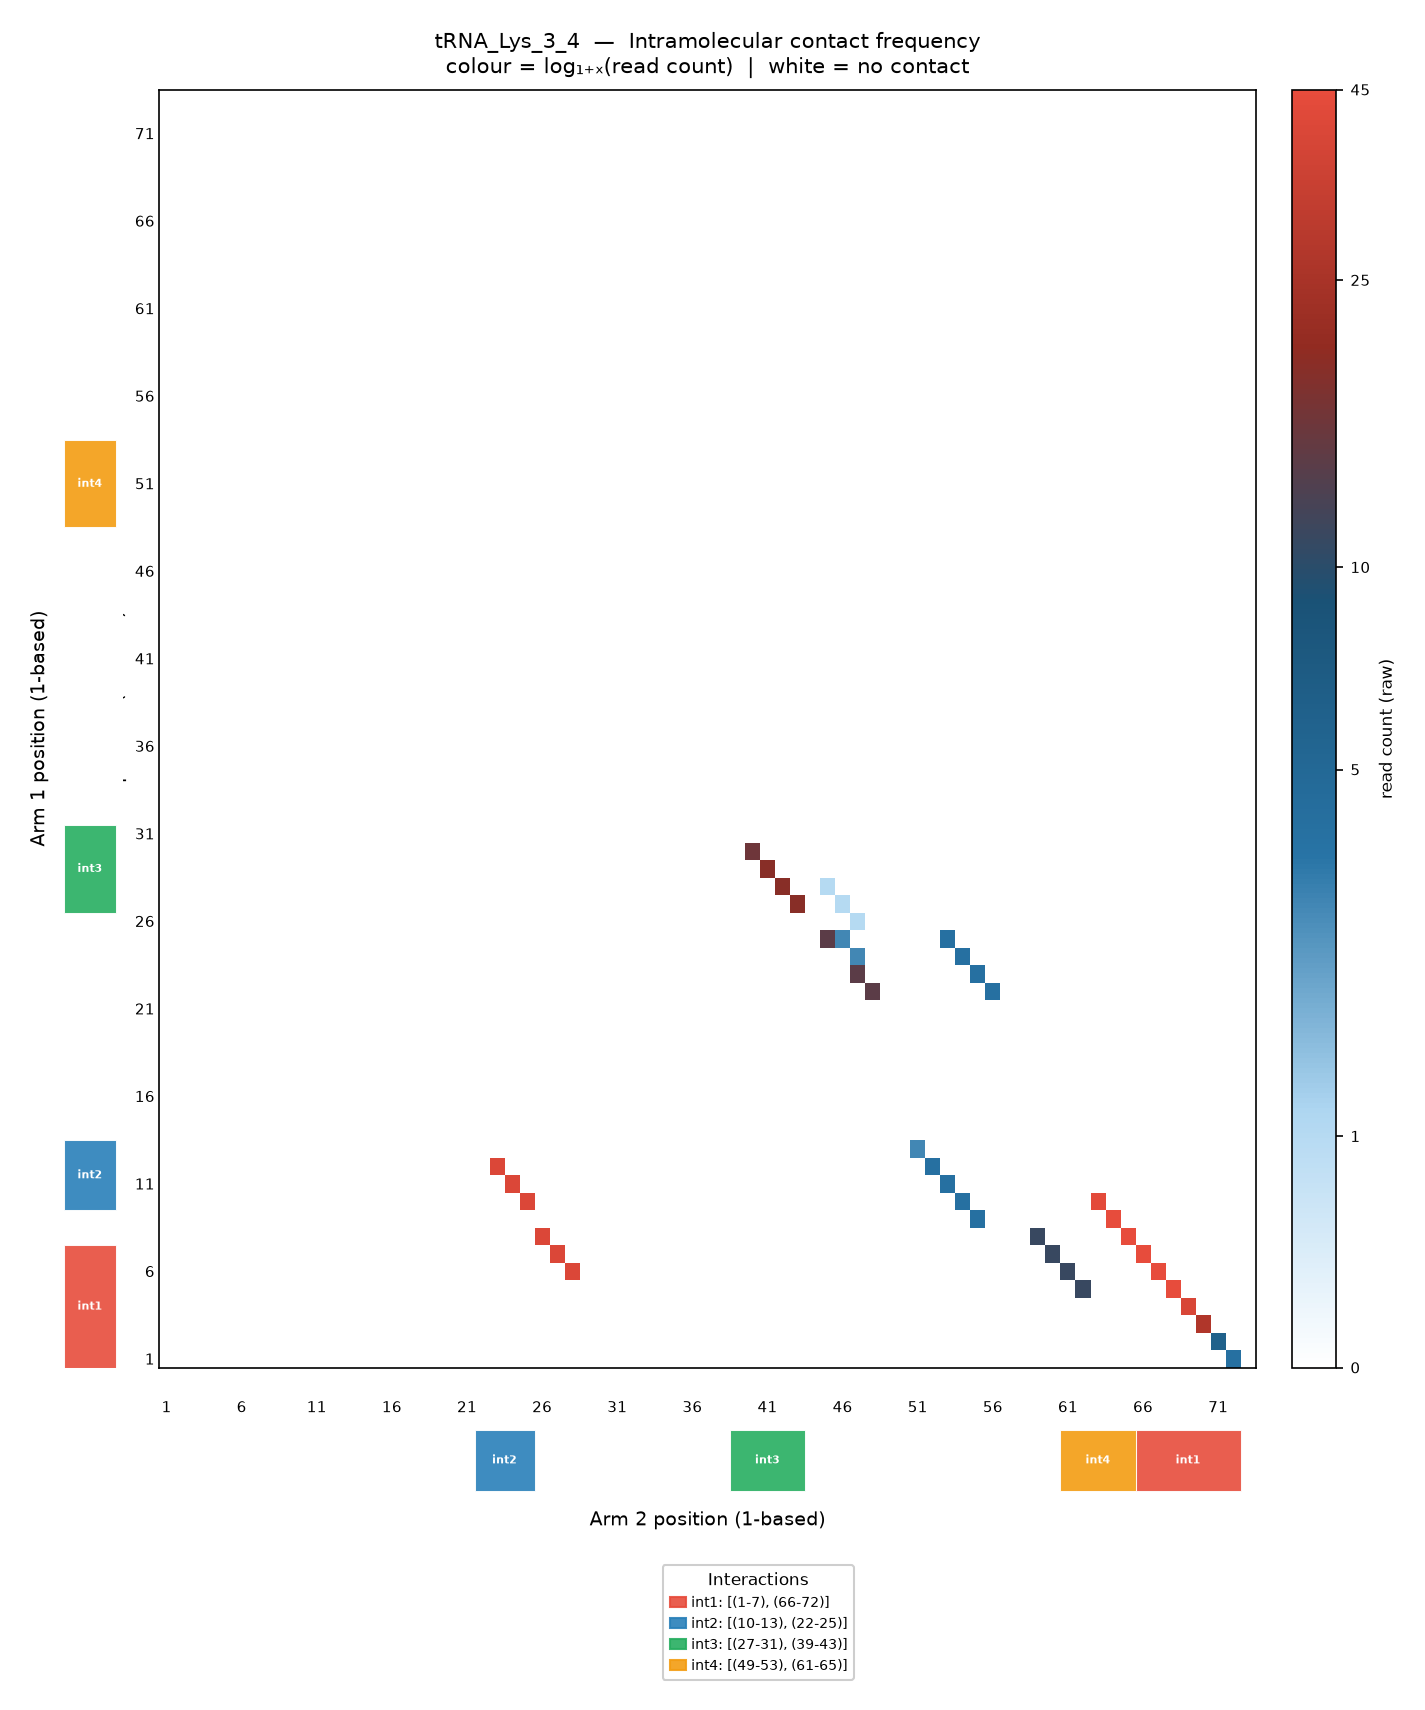 tRNA_Lys_3_4 — Intramolecular contact frequency
colour = log₁₊ₓ(read count) | white = no contact
71
66
61
56
51
46
41
36
31
26
21
16
11
6
1
int4
int3
int2
int1
Arm 1 position (1-based)
1 6 11 16 21 26 31 36 41 46 51 56 61 66 71
int2 int3 int4 int1
Arm 2 position (1-based)
45
25
10
5
1
0
read count (raw)
Interactions
int1: [(1-7), (66-72)]
int2: [(10-13), (22-25)]
int3: [(27-31), (39-43)]
int4: [(49-53), (61-65)]